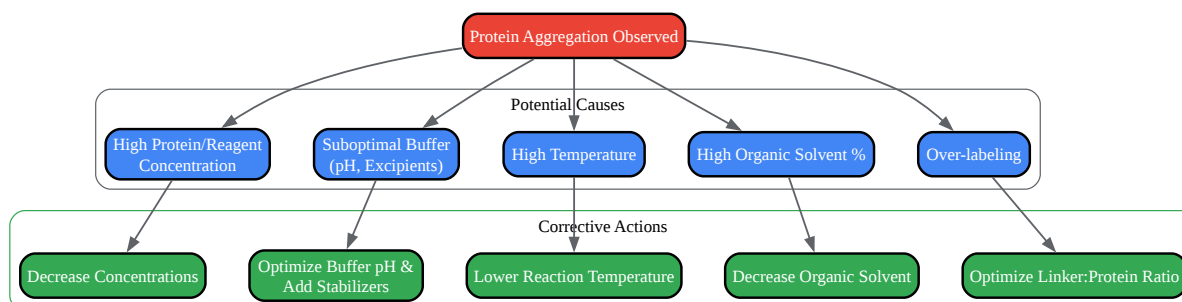 Protein Aggregation Observed
Potential Causes
High Protein/Reagent
Concentration
Suboptimal Buffer
(pH, Excipients)
High Temperature
High Organic Solvent %
Over-labeling
Corrective Actions
Decrease Concentrations
Optimize Buffer pH &
Add Stabilizers
Lower Reaction Temperature
Decrease Organic Solvent
Optimize Linker:Protein Ratio